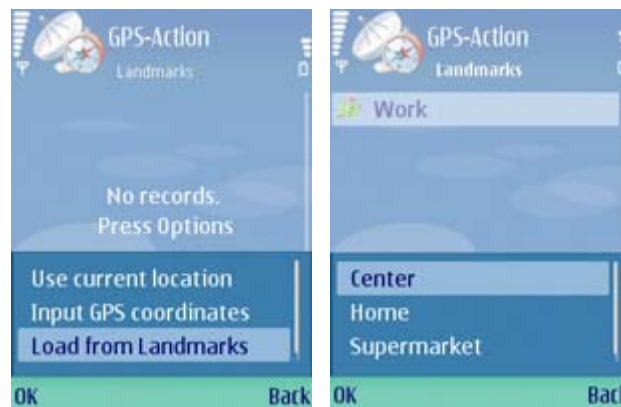 GPS-Action
Landmarks
No records.
Press Options
Use current location
Input GPS coordinates
Load from Landmarks
OK Back
GPS-Action
Landmarks
Work
Center
Home
Supermarket
OK Back